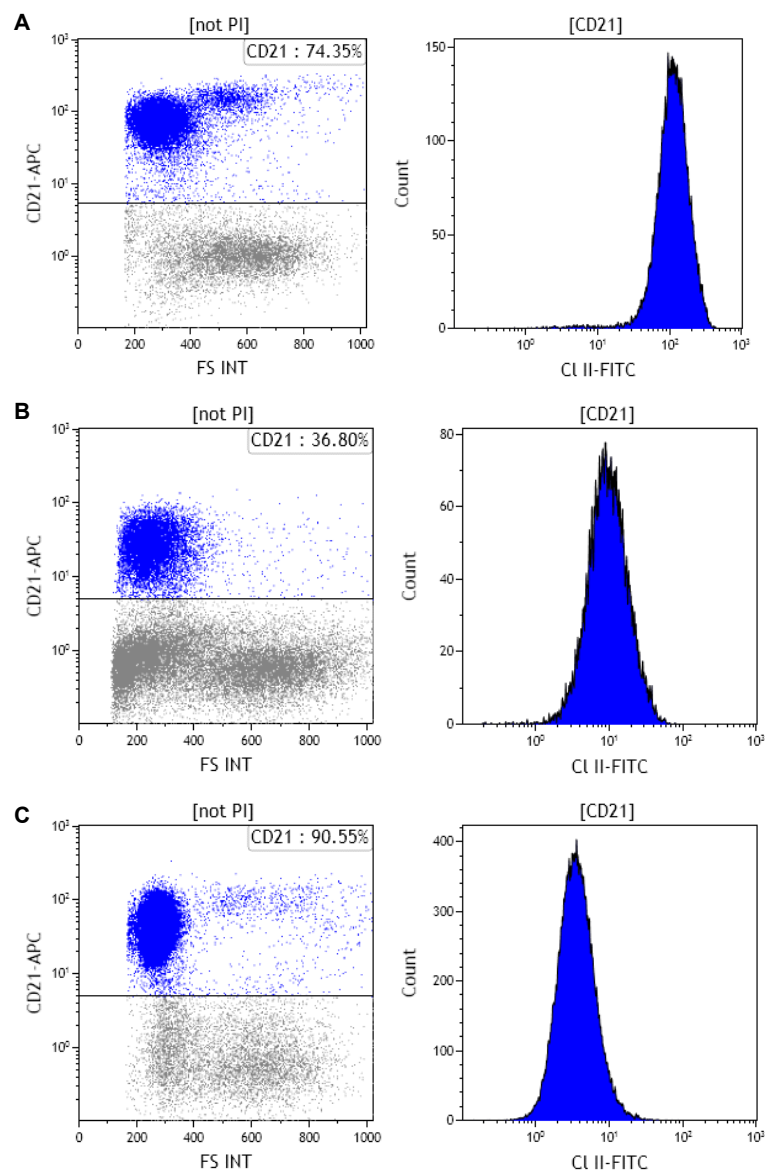 A
[not PI]
CD21 : 74.35%
CD21-APC
10³
10²
10¹
10⁰
0 200 400 600 800 1000
FS INT
[CD21]
Count
150
100
50
0
10⁰ 10¹ 10² 10³
Cl II-FITC
B
[not PI]
CD21 : 36.80%
CD21-APC
10³
10²
10¹
10⁰
0 200 400 600 800 1000
FS INT
[CD21]
Count
80
60
40
20
0
10⁰ 10¹ 10² 10³
Cl II-FITC
C
[not PI]
CD21 : 90.55%
CD21-APC
10³
10²
10¹
10⁰
0 200 400 600 800 1000
FS INT
[CD21]
Count
400
300
200
100
0
10⁰ 10¹ 10² 10³
Cl II-FITC